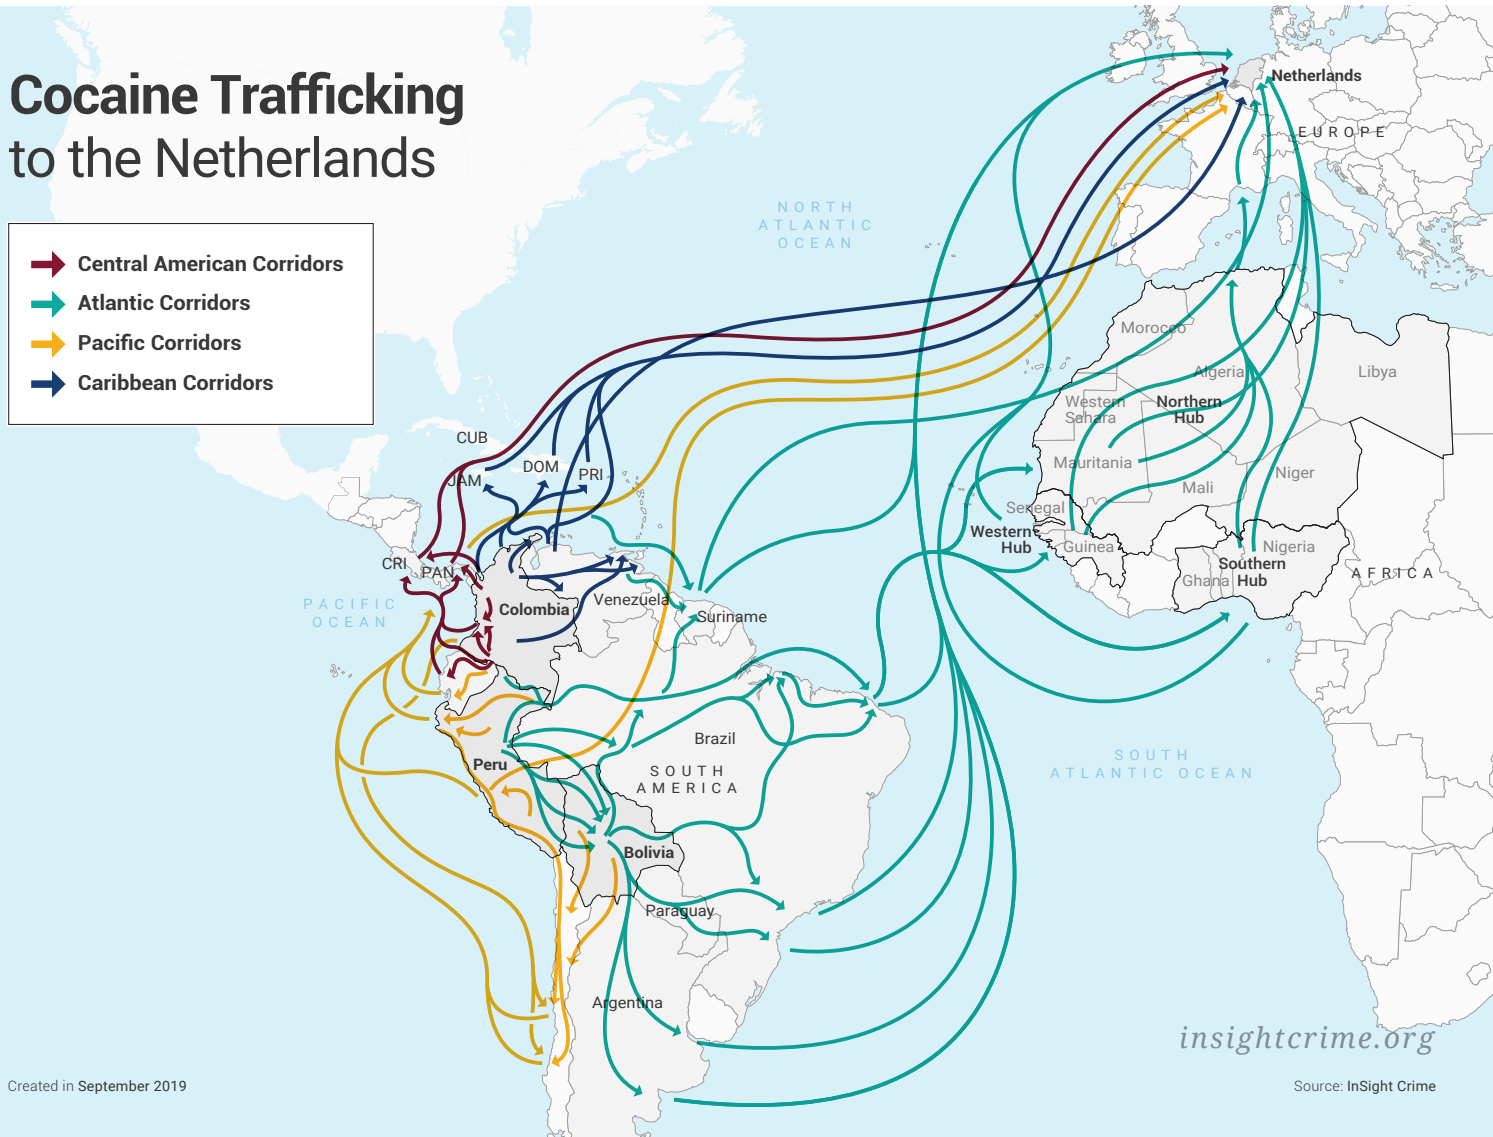 Cocaine Trafficking
to the Netherlands
Central American Corridors
Atlantic Corridors
Pacific Corridors
Caribbean Corridors
Netherlands
EUROPE
NORTH
ATLANTIC
OCEAN
Morocco
Algeria
Libya
Western
Sahara
Northern
Hub
Mauritania
Mali
Niger
Senegal
Western
Hub
Guinea
Nigeria
Southern
Hub
Ghana
AFRICA
CUB
JAM
DOM
PRI
CRI
PAN
PACIFIC
OCEAN
Colombia
Venezuela
Suriname
Brazil
SOUTH
AMERICA
Peru
Bolivia
Paraguay
Argentina
SOUTH
ATLANTIC OCEAN
insightcrime.org
Created in September 2019
Source: InSight Crime